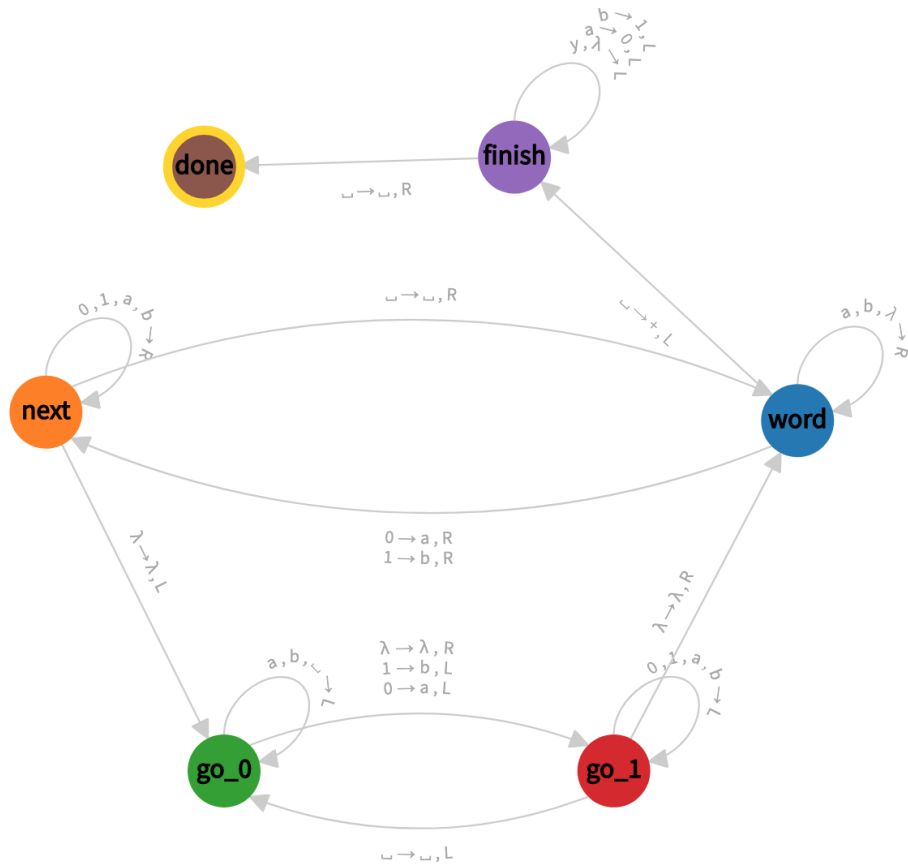 b→1,L
a→0,L
y,λ→L
done
finish
␣→␣,R
0,1,a,b→R
␣→␣,R
␣→+,L
a,b,λ→R
next
word
0→a,R
1→b,R
λ→λ,L
λ→λ,R
a,b,␣→L
λ→λ,R
1→b,L
0→a,L
0,1,a,b→L
go_0
go_1
␣→␣,L